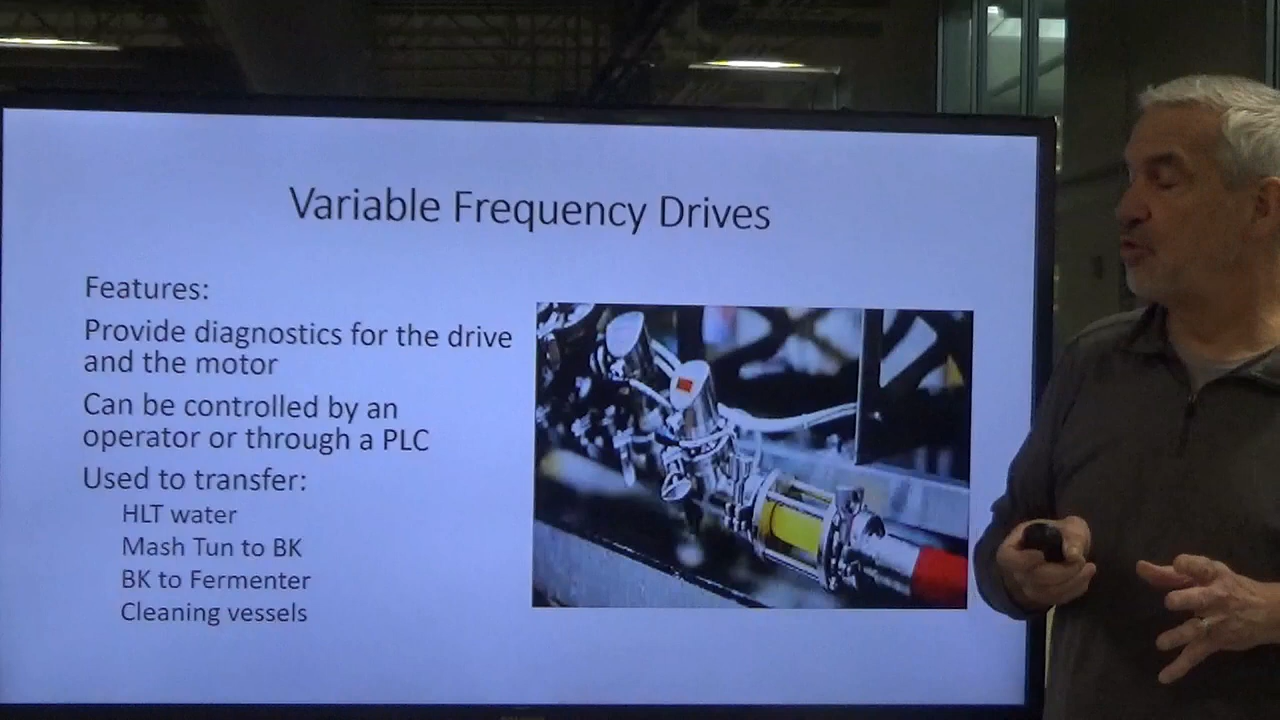 Variable Frequency Drives
Features:
Provide diagnostics for the drive
and the motor
Can be controlled by an
operator or through a PLC
Used to transfer:
HLT water
Mash Tun to BK
BK to Fermenter
Cleaning vessels